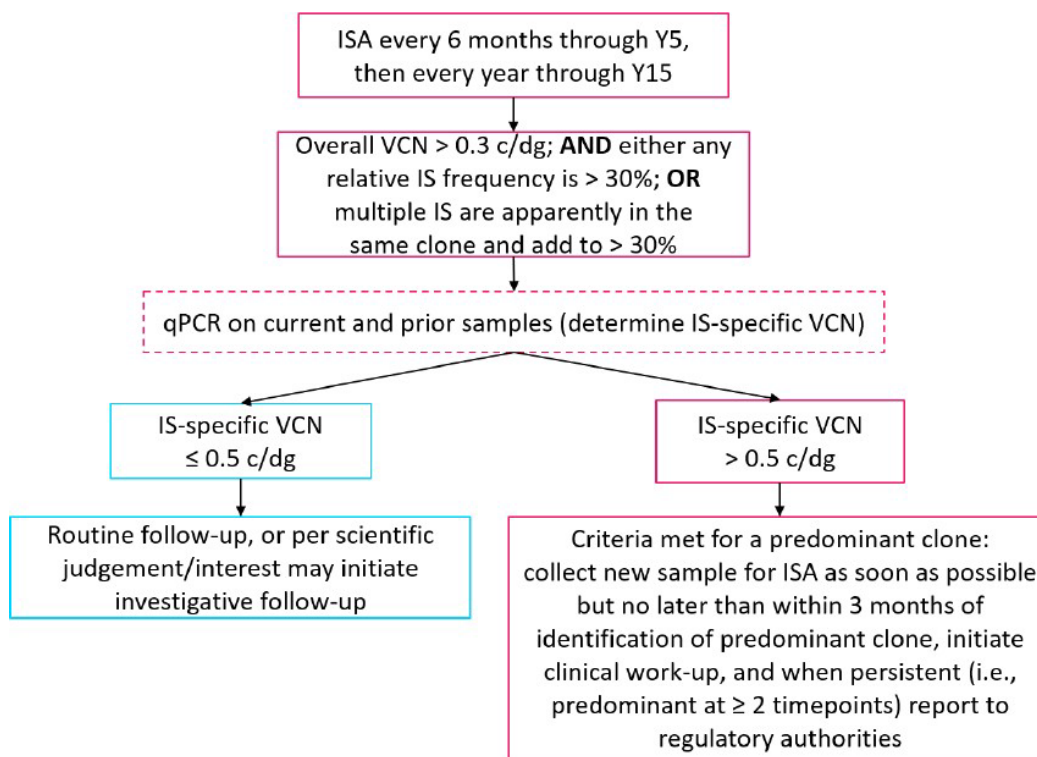 ISA every 6 months through Y5,
then every year through Y15
Overall VCN > 0.3 c/dg; AND either any
relative IS frequency is > 30%; OR
multiple IS are apparently in the
same clone and add to > 30%
qPCR on current and prior samples (determine IS-specific VCN)
IS-specific VCN
≤ 0.5 c/dg
IS-specific VCN
> 0.5 c/dg
Routine follow-up, or per scientific
judgement/interest may initiate
investigative follow-up
Criteria met for a predominant clone:
collect new sample for ISA as soon as possible
but no later than within 3 months of
identification of predominant clone, initiate
clinical work-up, and when persistent (i.e.,
predominant at ≥ 2 timepoints) report to
regulatory authorities